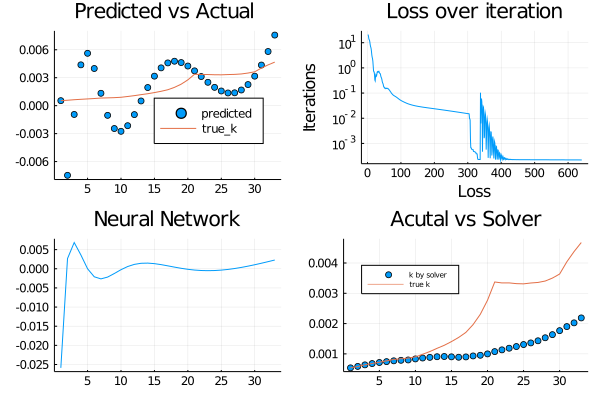 Predicted vs Actual
0.006
0.003
0.000
-0.003
-0.006
predicted
true_k
5 10 15 20 25 30
Loss over iteration
Iterations
10^1
10^0
10^-1
10^-2
10^-3
0 100 200 300 400 500 600
Loss
Neural Network
0.005
0.000
-0.005
-0.010
-0.015
-0.020
-0.025
5 10 15 20 25 30
Acutal vs Solver
0.004
0.003
0.002
0.001
k by solver
true k
5 10 15 20 25 30